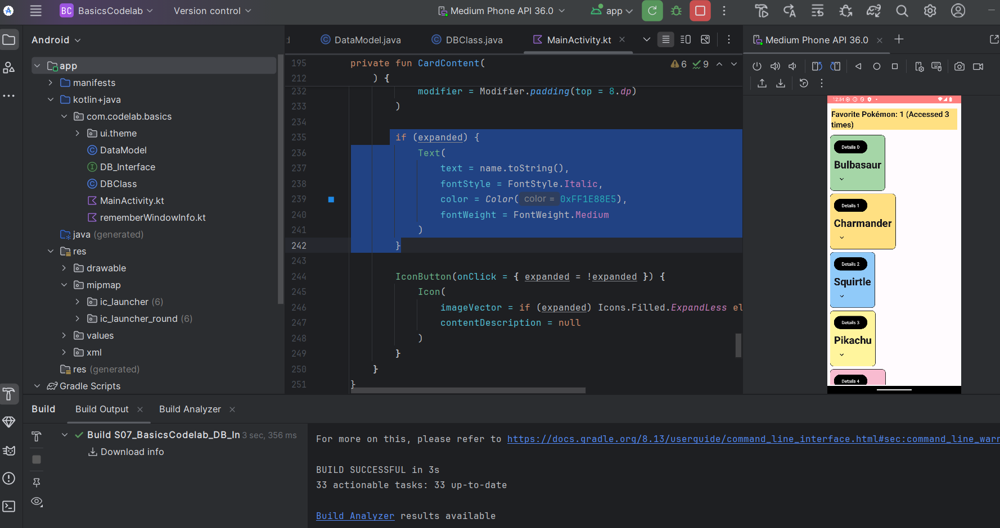 BC BasicsCodelab
Version control
Medium Phone API 36.0
app
Android
app
manifests
kotlin+java
com.codelab.basics
ui.theme
DataModel
DB_Interface
DBClass
MainActivity.kt
rememberWindowInfo.kt
java (generated)
res
drawable
mipmap
ic_launcher (6)
ic_launcher_round (6)
values
xml
res (generated)
Gradle Scripts
DataModel.java
DBClass.java
MainActivity.kt
6 9
195 private fun CardContent(
212 ) {
232 modifier = Modifier.padding(top = 8.dp)
233 )
234
235 if (expanded) {
236 Text(
237 text = name.toString(),
238 fontStyle = FontStyle.Italic,
239 color = Color( color = 0xFF1E88E5),
240 fontWeight = FontWeight.Medium
241 )
242 }
243
244 IconButton(onClick = { expanded = !expanded }) {
245 Icon(
246 imageVector = if (expanded) Icons.Filled.ExpandLess el
247 contentDescription = null
248 )
249 }
250 }
251 }
Medium Phone API 36.0
12:54
Favorite Pokémon: 1 (Accessed 3
times)
Details 0
Bulbasaur
Details 1
Charmander
Details 2
Squirtle
Details 3
Pikachu
Details 4
Build
Build Output
Build Analyzer
Build S07_BasicsCodelab_DB_In 3 sec, 356 ms
Download info
For more on this, please refer to https://docs.gradle.org/8.13/userguide/command_line_interface.html#sec:command_line_warn
BUILD SUCCESSFUL in 3s
33 actionable tasks: 33 up-to-date
Build Analyzer results available